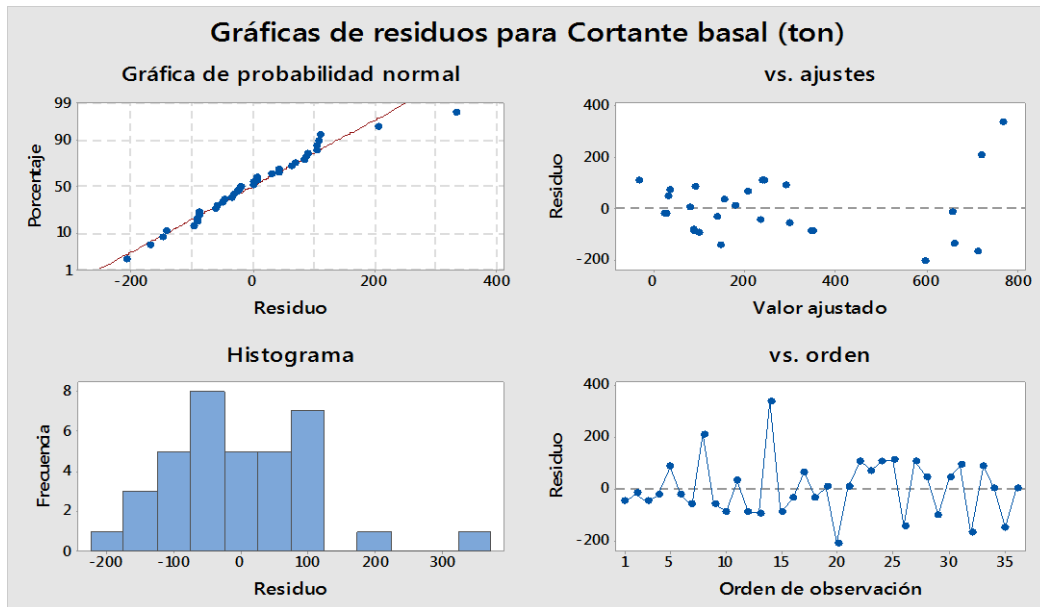 Gráficas de residuos para Cortante basal (ton)
Gráfica de probabilidad normal
Porcentaje
99
90
50
10
1
-200 0 200 400
Residuo
vs. ajustes
Residuo
400
200
0
-200
0 200 400 600 800
Valor ajustado
Histograma
Frecuencia
8
6
4
2
0
-200 -100 0 100 200 300
Residuo
vs. orden
Residuo
400
200
0
-200
1 5 10 15 20 25 30 35
Orden de observación